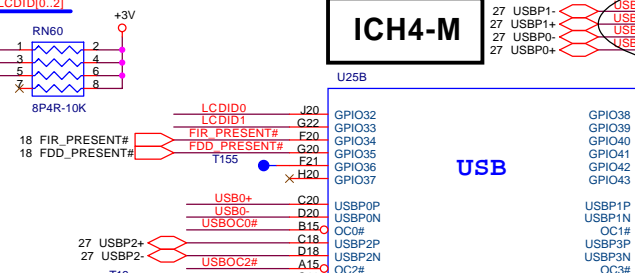 LCDID[0..2]
+3V
RN60
1 2
3 4
5 6
7 8
8P4R-10K
ICH4-M
27 USBP1-
27 USBP1+
27 USBP0-
27 USBP0+
U25B
USB
LCDID0 J20 GPIO32 GPIO38
LCDID1 G22 GPIO33 GPIO39
18 FIR_PRESENT# FIR_PRESENT# F20 GPIO34 GPIO40
18 FDD_PRESENT# FDD_PRESENT# G20 GPIO35 GPIO41
T155 F21 GPIO36 GPIO42
H20 GPIO37 GPIO43
USB0+ C20 USBP0P USBP1P
USB0- D20 USBP0N USBP1N
USBOC0# B15 OC0# OC1#
27 USBP2+ C18 USBP2P USBP3P
27 USBP2- D18 USBP2N USBP3N
USBOC2# A15 OC2# OC3#